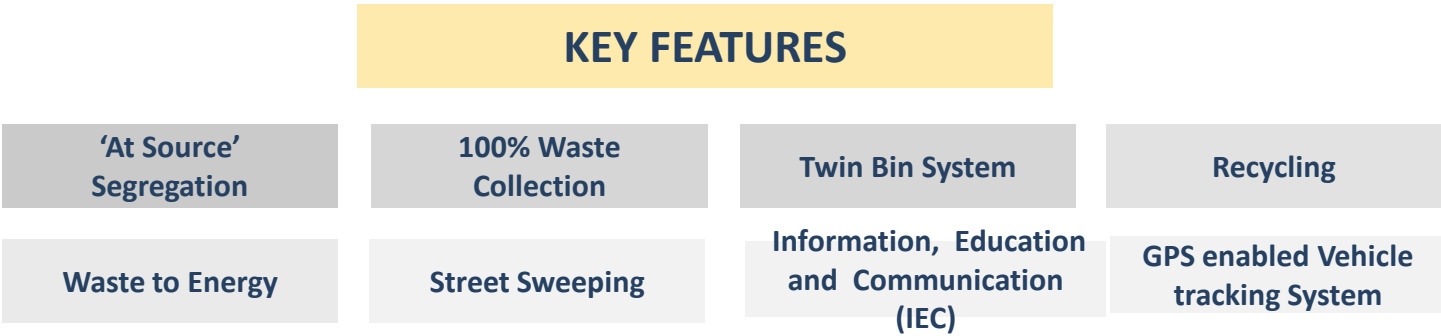 KEY FEATURES
‘At Source’
Segregation
100% Waste
Collection
Twin Bin System
Recycling
Waste to Energy
Street Sweeping
Information, Education
and Communication
(IEC)
GPS enabled Vehicle
tracking System